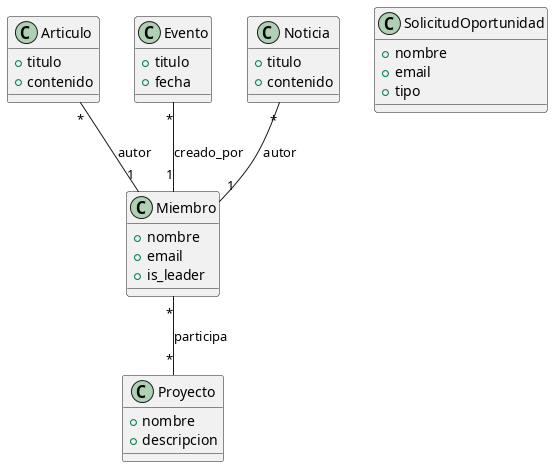 C Articulo
titulo
contenido
C Evento
titulo
fecha
C Noticia
titulo
contenido
C SolicitudOportunidad
nombre
email
tipo
* * *
autor creado_por autor
1 1 1
C Miembro
nombre
email
is_leader
*
participa
*
C Proyecto
nombre
descripcion